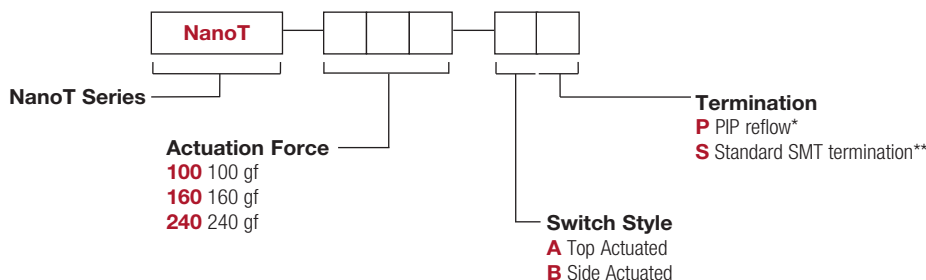 NanoT
NanoT Series
Actuation Force
100 100 gf
160 160 gf
240 240 gf
Switch Style
A Top Actuated
B Side Actuated
Termination
P PIP reflow*
S Standard SMT termination**